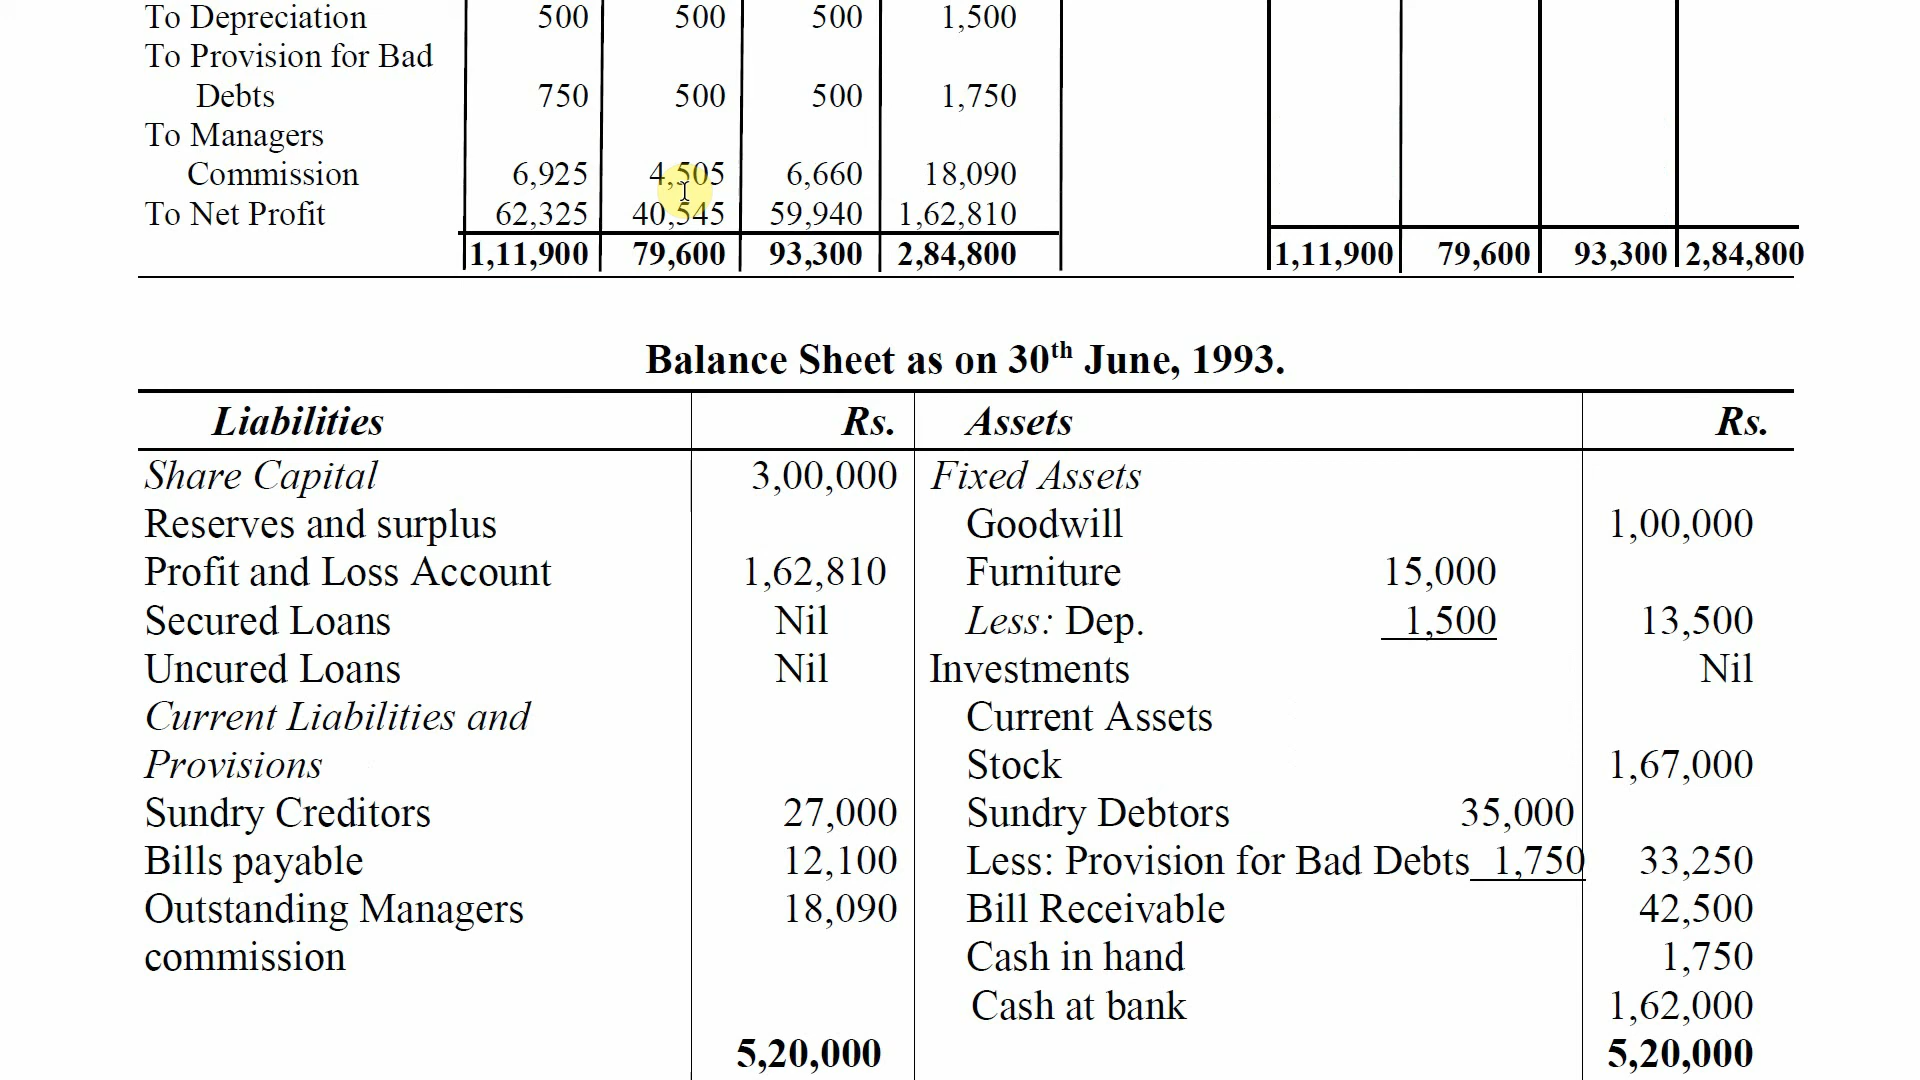 To Depreciation 500 500 500 1,500
To Provision for Bad
Debts 750 500 500 1,750
To Managers
Commission 6,925 4,505 6,660 18,090
To Net Profit 62,325 40,545 59,940 1,62,810
1,11,900 79,600 93,300 2,84,800 1,11,900 79,600 93,300 2,84,800
Balance Sheet as on 30th June, 1993.
Liabilities Rs. Assets Rs.
Share Capital 3,00,000 Fixed Assets
Reserves and surplus Goodwill 1,00,000
Profit and Loss Account 1,62,810 Furniture 15,000
Secured Loans Nil Less: Dep. 1,500 13,500
Uncured Loans Nil Investments Nil
Current Liabilities and Current Assets
Provisions Stock 1,67,000
Sundry Creditors 27,000 Sundry Debtors 35,000
Bills payable 12,100 Less: Provision for Bad Debts 1,750 33,250
Outstanding Managers 18,090 Bill Receivable 42,500
commission Cash in hand 1,750
Cash at bank 1,62,000
5,20,000 5,20,000